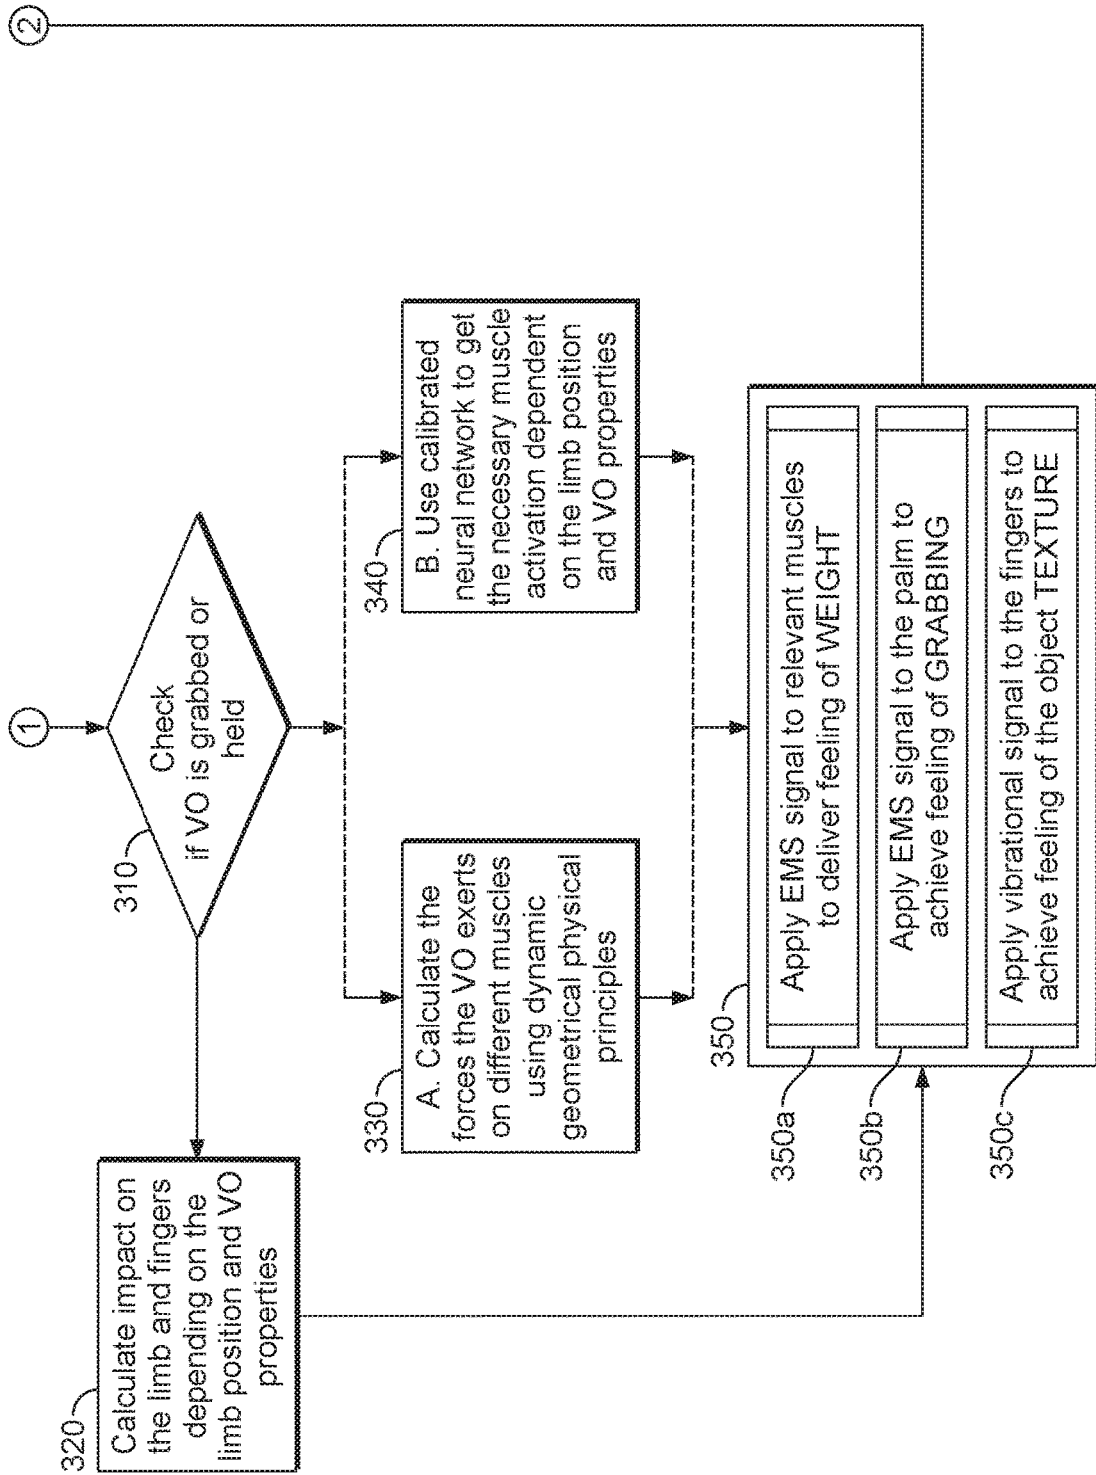 1
2
310
Check
if VO is grabbed or
held
320
Calculate impact on
the limb and fingers
depending on the
limb position and VO
properties
330
A. Calculate the
forces the VO exerts
on different muscles
using dynamic
geometrical physical
principles
340
B. Use calibrated
neural network to get
the necessary muscle
activation dependent
on the limb position
and VO properties
350
350a
Apply EMS signal to relevant muscles
to deliver feeling of WEIGHT
350b
Apply EMS signal to the palm to
achieve feeling of GRABBING
350c
Apply vibrational signal to the fingers to
achieve feeling of the object TEXTURE